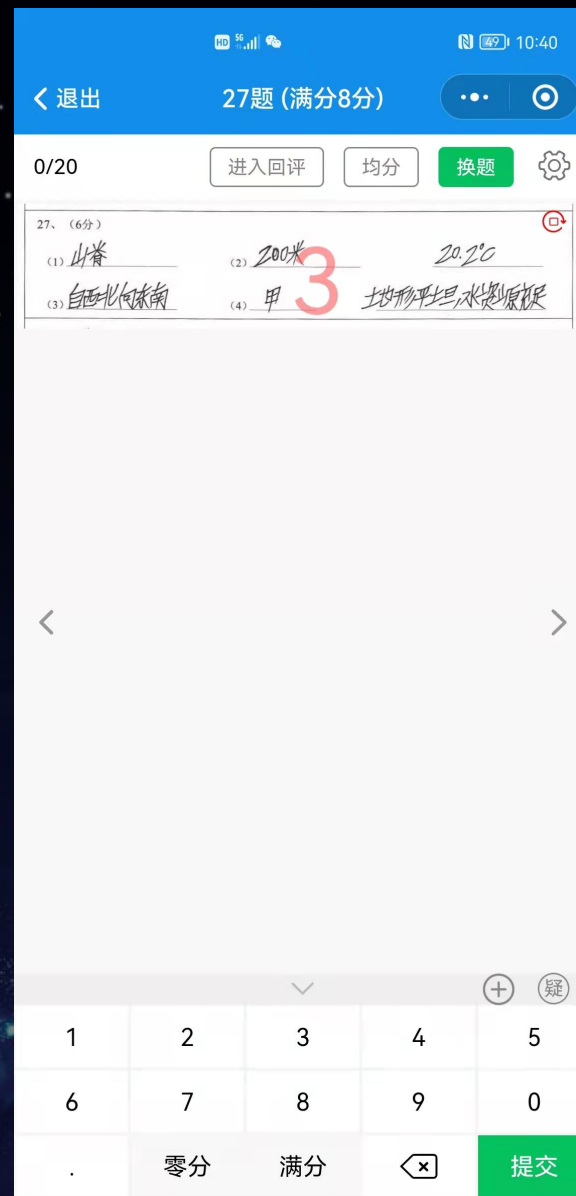 HD 5G 49 10:40
退出 27题 (满分8分)
0/20 进入回评 均分 换题
27、（6分）
(1) 山脊 (2) 200米 20.2℃
3
(3) 自西北向东南 (4) 甲 地形平坦,水资源充足
+ 疑
1 2 3 4 5
6 7 8 9 0
. 零分 满分 提交